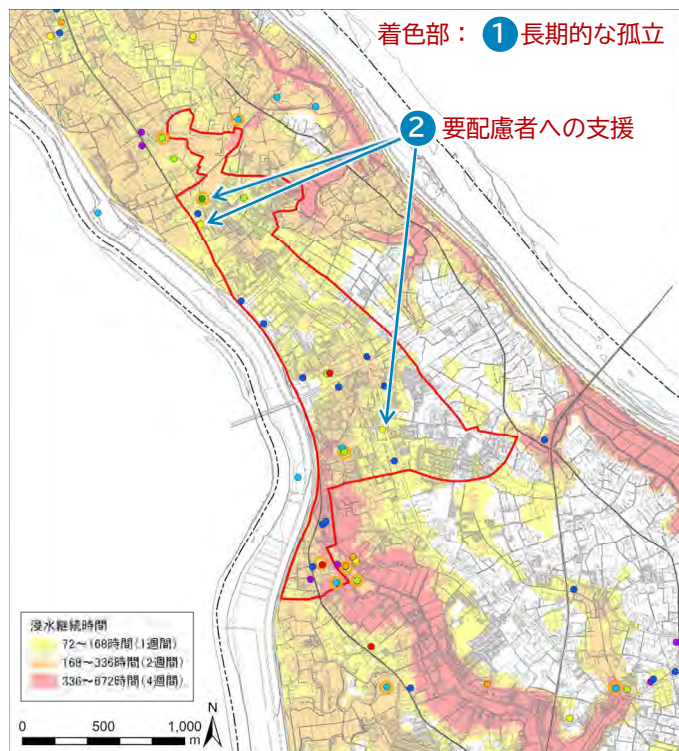 着色部: ❶長期的な孤立
❷要配慮者への支援
浸水継続時間
72~168時間(1週間)
168~336時間(2週間)
336~672時間(4週間)
0 500 1,000
m
N